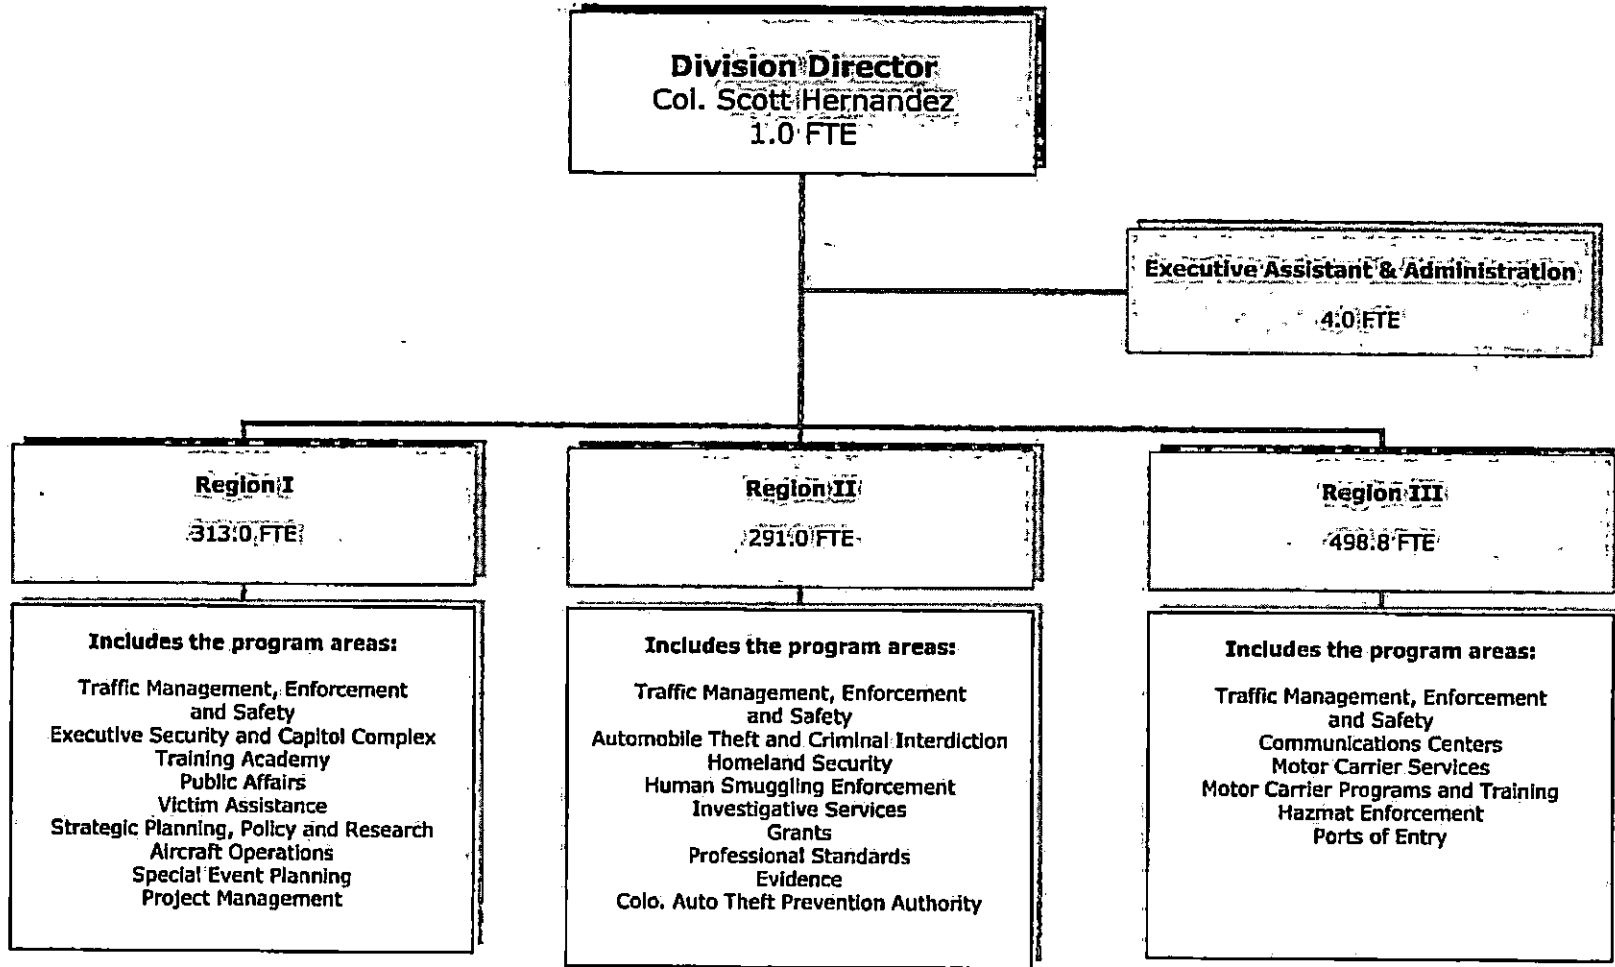 Division Director
Col. Scott Hernandez
1.0 FTE
Executive Assistant & Administration
4.0 FTE
Region I
313.0 FTE
Region II
291.0 FTE
Region III
498.8 FTE
Includes the program areas:
Traffic Management, Enforcement
and Safety
Executive Security and Capitol Complex
Training Academy
Public Affairs
Victim Assistance
Strategic Planning, Policy and Research
Aircraft Operations
Special Event Planning
Project Management
Includes the program areas:
Traffic Management, Enforcement
and Safety
Automobile Theft and Criminal Interdiction
Homeland Security
Human Smuggling Enforcement
Investigative Services
Grants
Professional Standards
Evidence
Colo. Auto Theft Prevention Authority
Includes the program areas:
Traffic Management, Enforcement
and Safety
Communications Centers
Motor Carrier Services
Motor Carrier Programs and Training
Hazmat Enforcement
Ports of Entry